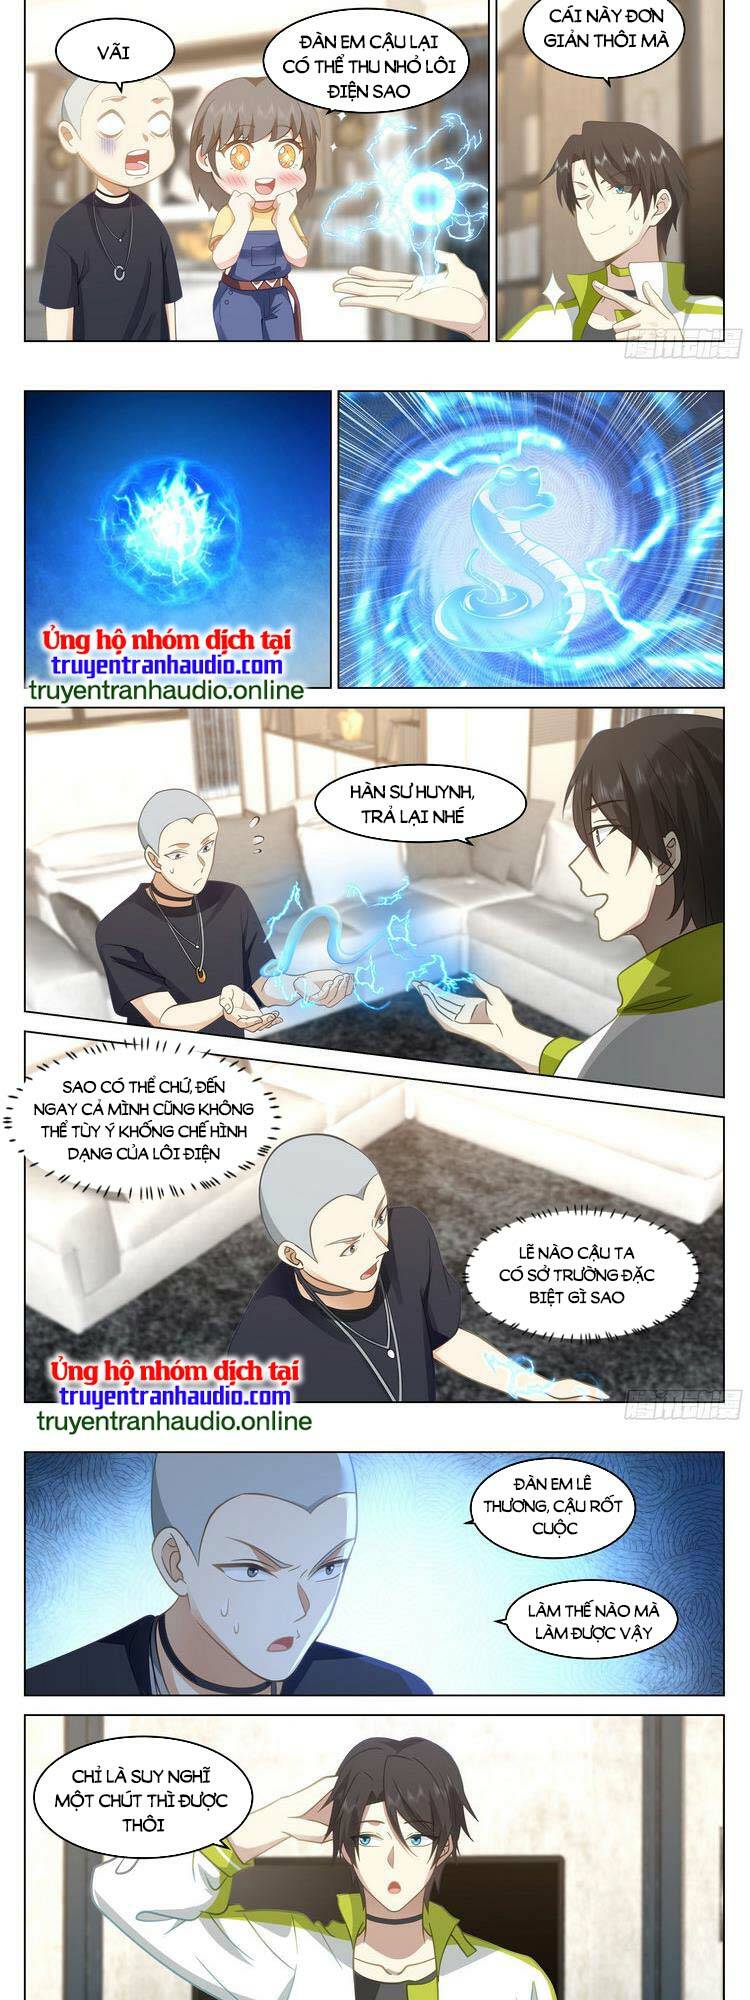 VÃI
ĐÀN EM CẬU LẠI
CÓ THỂ THU NHỎ LÔI
ĐIỆN SAO
CÁI NÀY ĐƠN
GIẢN THÔI MÀ
Ủng hộ nhóm dịch tại
truyentranhaudio.com
truyentranhaudio.online
HÀN SƯ HUYNH,
TRẢ LẠI NHÉ
SAO CÓ THỂ CHỨ, ĐẾN
NGAY CẢ MÌNH CŨNG KHÔNG
THỂ TÙY Ý KHỐNG CHẾ HÌNH
DẠNG CỦA LÔI ĐIỆN
LẼ NÀO CẬU TA
CÓ SỞ TRƯỜNG ĐẶC
BIỆT GÌ SAO
Ủng hộ nhóm dịch tại
truyentranhaudio.com
truyentranhaudio.online
ĐÀN EM LÊ
THƯƠNG, CẬU RỐT
CUỘC
LÀM THẾ NÀO MÀ
LÀM ĐƯỢC VẬY
CHỈ LÀ SUY NGHĨ
MỘT CHÚT THÌ ĐƯỢC
THÔI